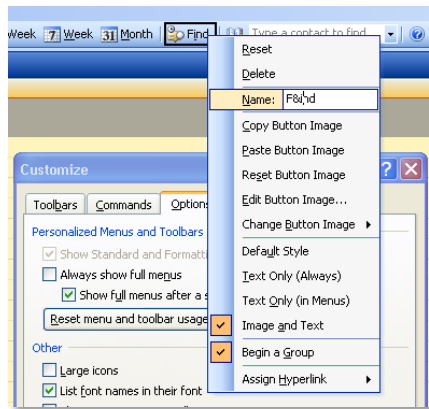 Week 7 Week 31 Month Find Type a contact to find
Reset
Delete
Name: F&ind
Copy Button Image
Paste Button Image
Reset Button Image
Edit Button Image...
Change Button Image
Default Style
Text Only (Always)
Text Only (in Menus)
Image and Text
Begin a Group
Assign Hyperlink
Customize
Toolbars Commands Options
Personalized Menus and Toolbars
Show Standard and Formatti
Always show full menus
Show full menus after a s
Reset menu and toolbar usage
Other
Large icons
List font names in their font